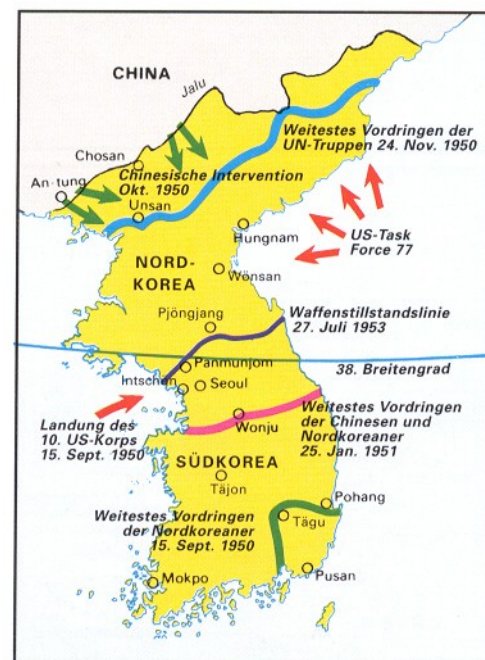 CHINA
Jalu
Chosan
An-tung
Chinesische Intervention
Okt. 1950
Unsan
Weitestes Vordringen der
UN-Truppen 24. Nov. 1950
Hungnam
US-Task
Force 77
NORD-
KOREA
Wönsan
Pjöngjang
Waffenstillstandslinie
27. Juli 1953
38. Breitengrad
Panmunjom
Intschen
Seoul
Landung des
10. US-Korps
15. Sept. 1950
Weitestes Vordringen
der Chinesen und
Nordkoreaner
25. Jan. 1951
Wonju
SÜDKOREA
Täjon
Weitestes Vordringen
der Nordkoreaner
15. Sept. 1950
Pohang
Tägu
Mokpo
Pusan